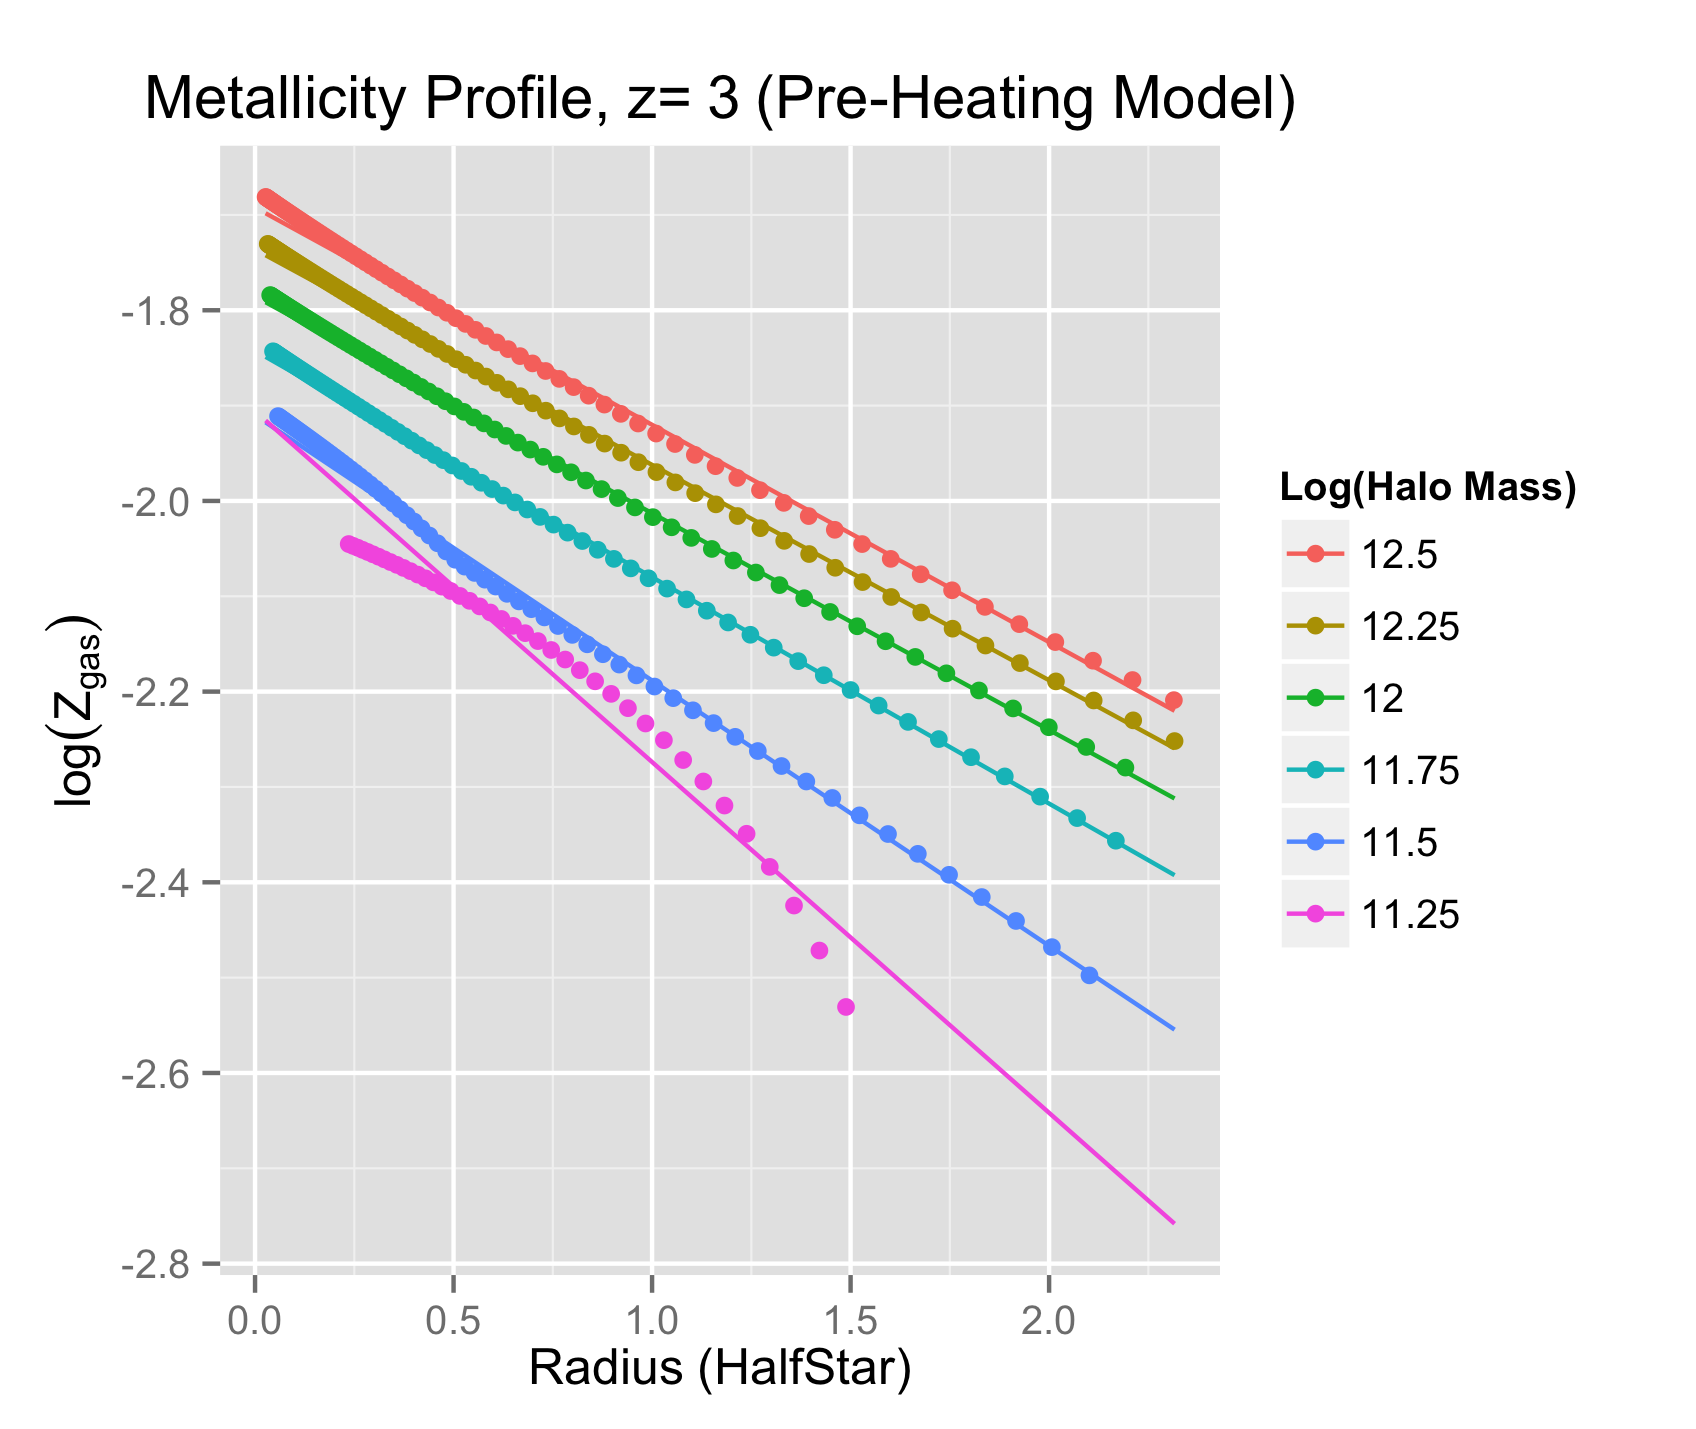 Metallicity Profile, z= 3 (Pre-Heating Model)
log(Zgas)
-1.8
-2.0
-2.2
-2.4
-2.6
-2.8
0.0 0.5 1.0 1.5 2.0
Radius (HalfStar)
Log(Halo Mass)
12.5
12.25
12
11.75
11.5
11.25